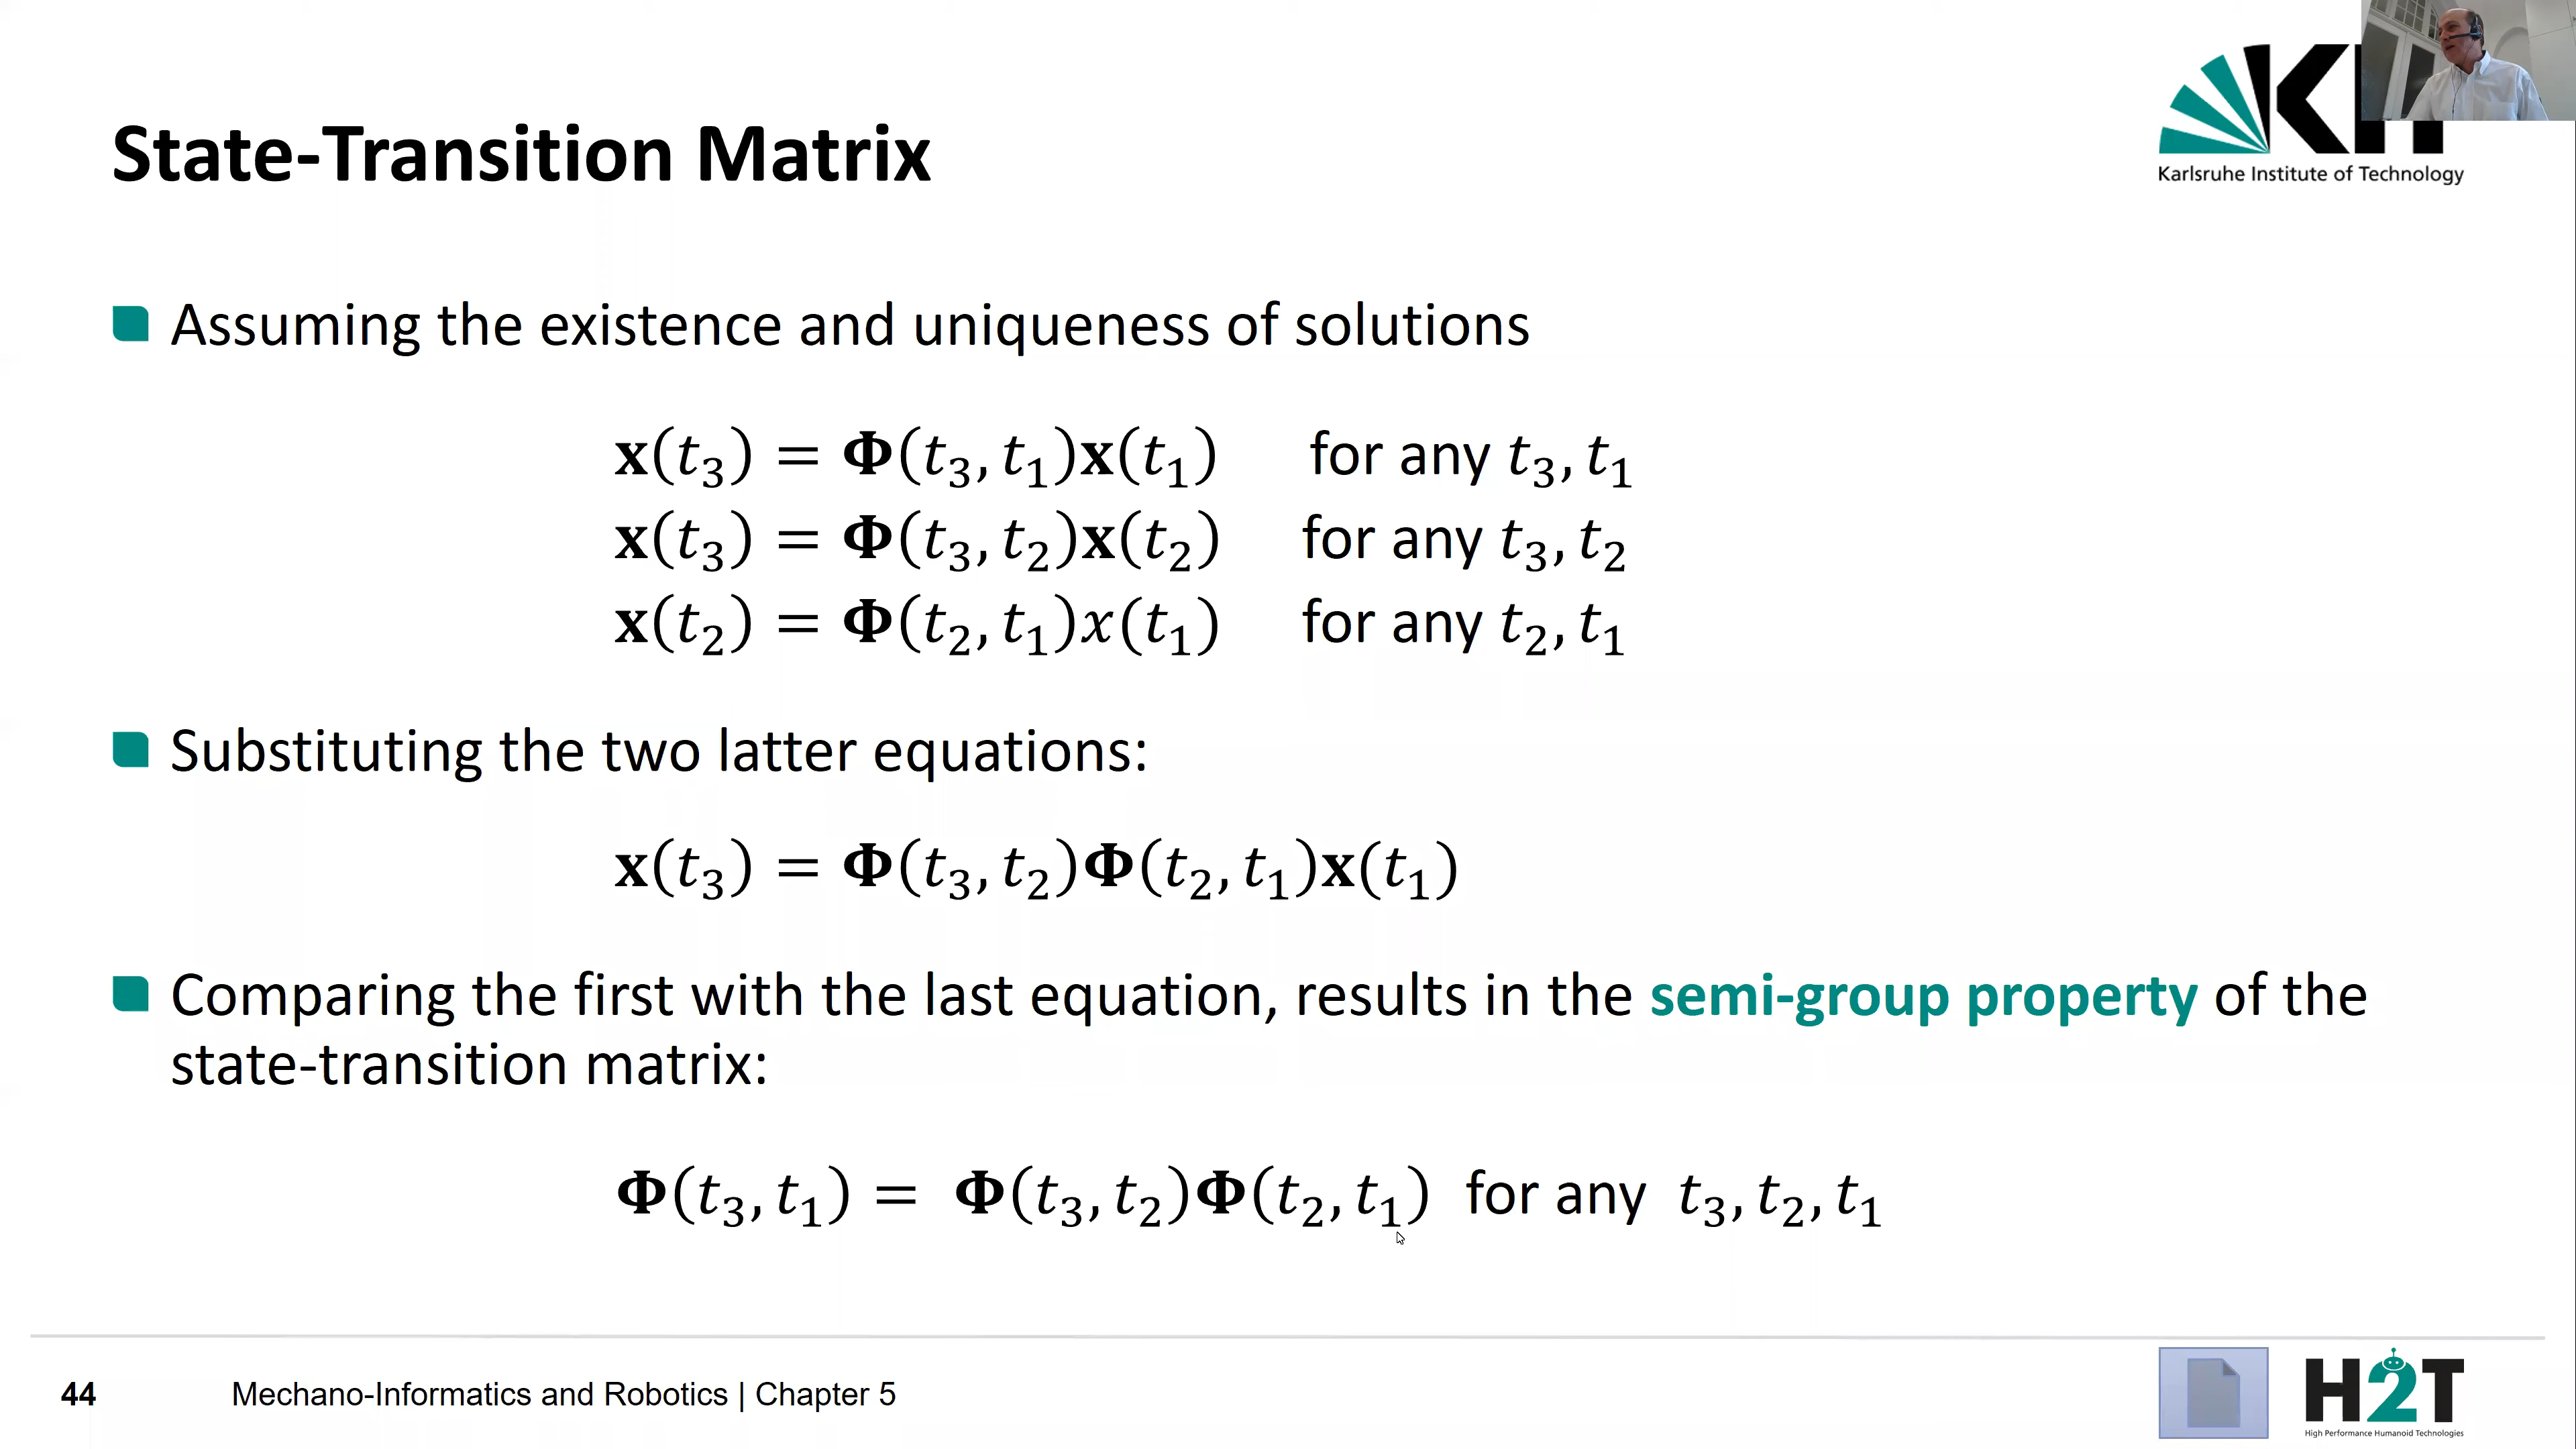 State-Transition Matrix
Karlsruhe Institute of Technology
Assuming the existence and uniqueness of solutions
𝐱(𝑡₃) = 𝚽(𝑡₃, 𝑡₁)𝐱(𝑡₁) for any 𝑡₃, 𝑡₁
𝐱(𝑡₃) = 𝚽(𝑡₃, 𝑡₂)𝐱(𝑡₂) for any 𝑡₃, 𝑡₂
𝐱(𝑡₂) = 𝚽(𝑡₂, 𝑡₁)𝑥(𝑡₁) for any 𝑡₂, 𝑡₁
Substituting the two latter equations:
𝐱(𝑡₃) = 𝚽(𝑡₃, 𝑡₂)𝚽(𝑡₂, 𝑡₁)𝐱(𝑡₁)
Comparing the first with the last equation, results in the semi-group property of the
state-transition matrix:
𝚽(𝑡₃, 𝑡₁) = 𝚽(𝑡₃, 𝑡₂)𝚽(𝑡₂, 𝑡₁) for any 𝑡₃, 𝑡₂, 𝑡₁
44 Mechano-Informatics and Robotics | Chapter 5
H2T
High Performance Humanoid Technologies